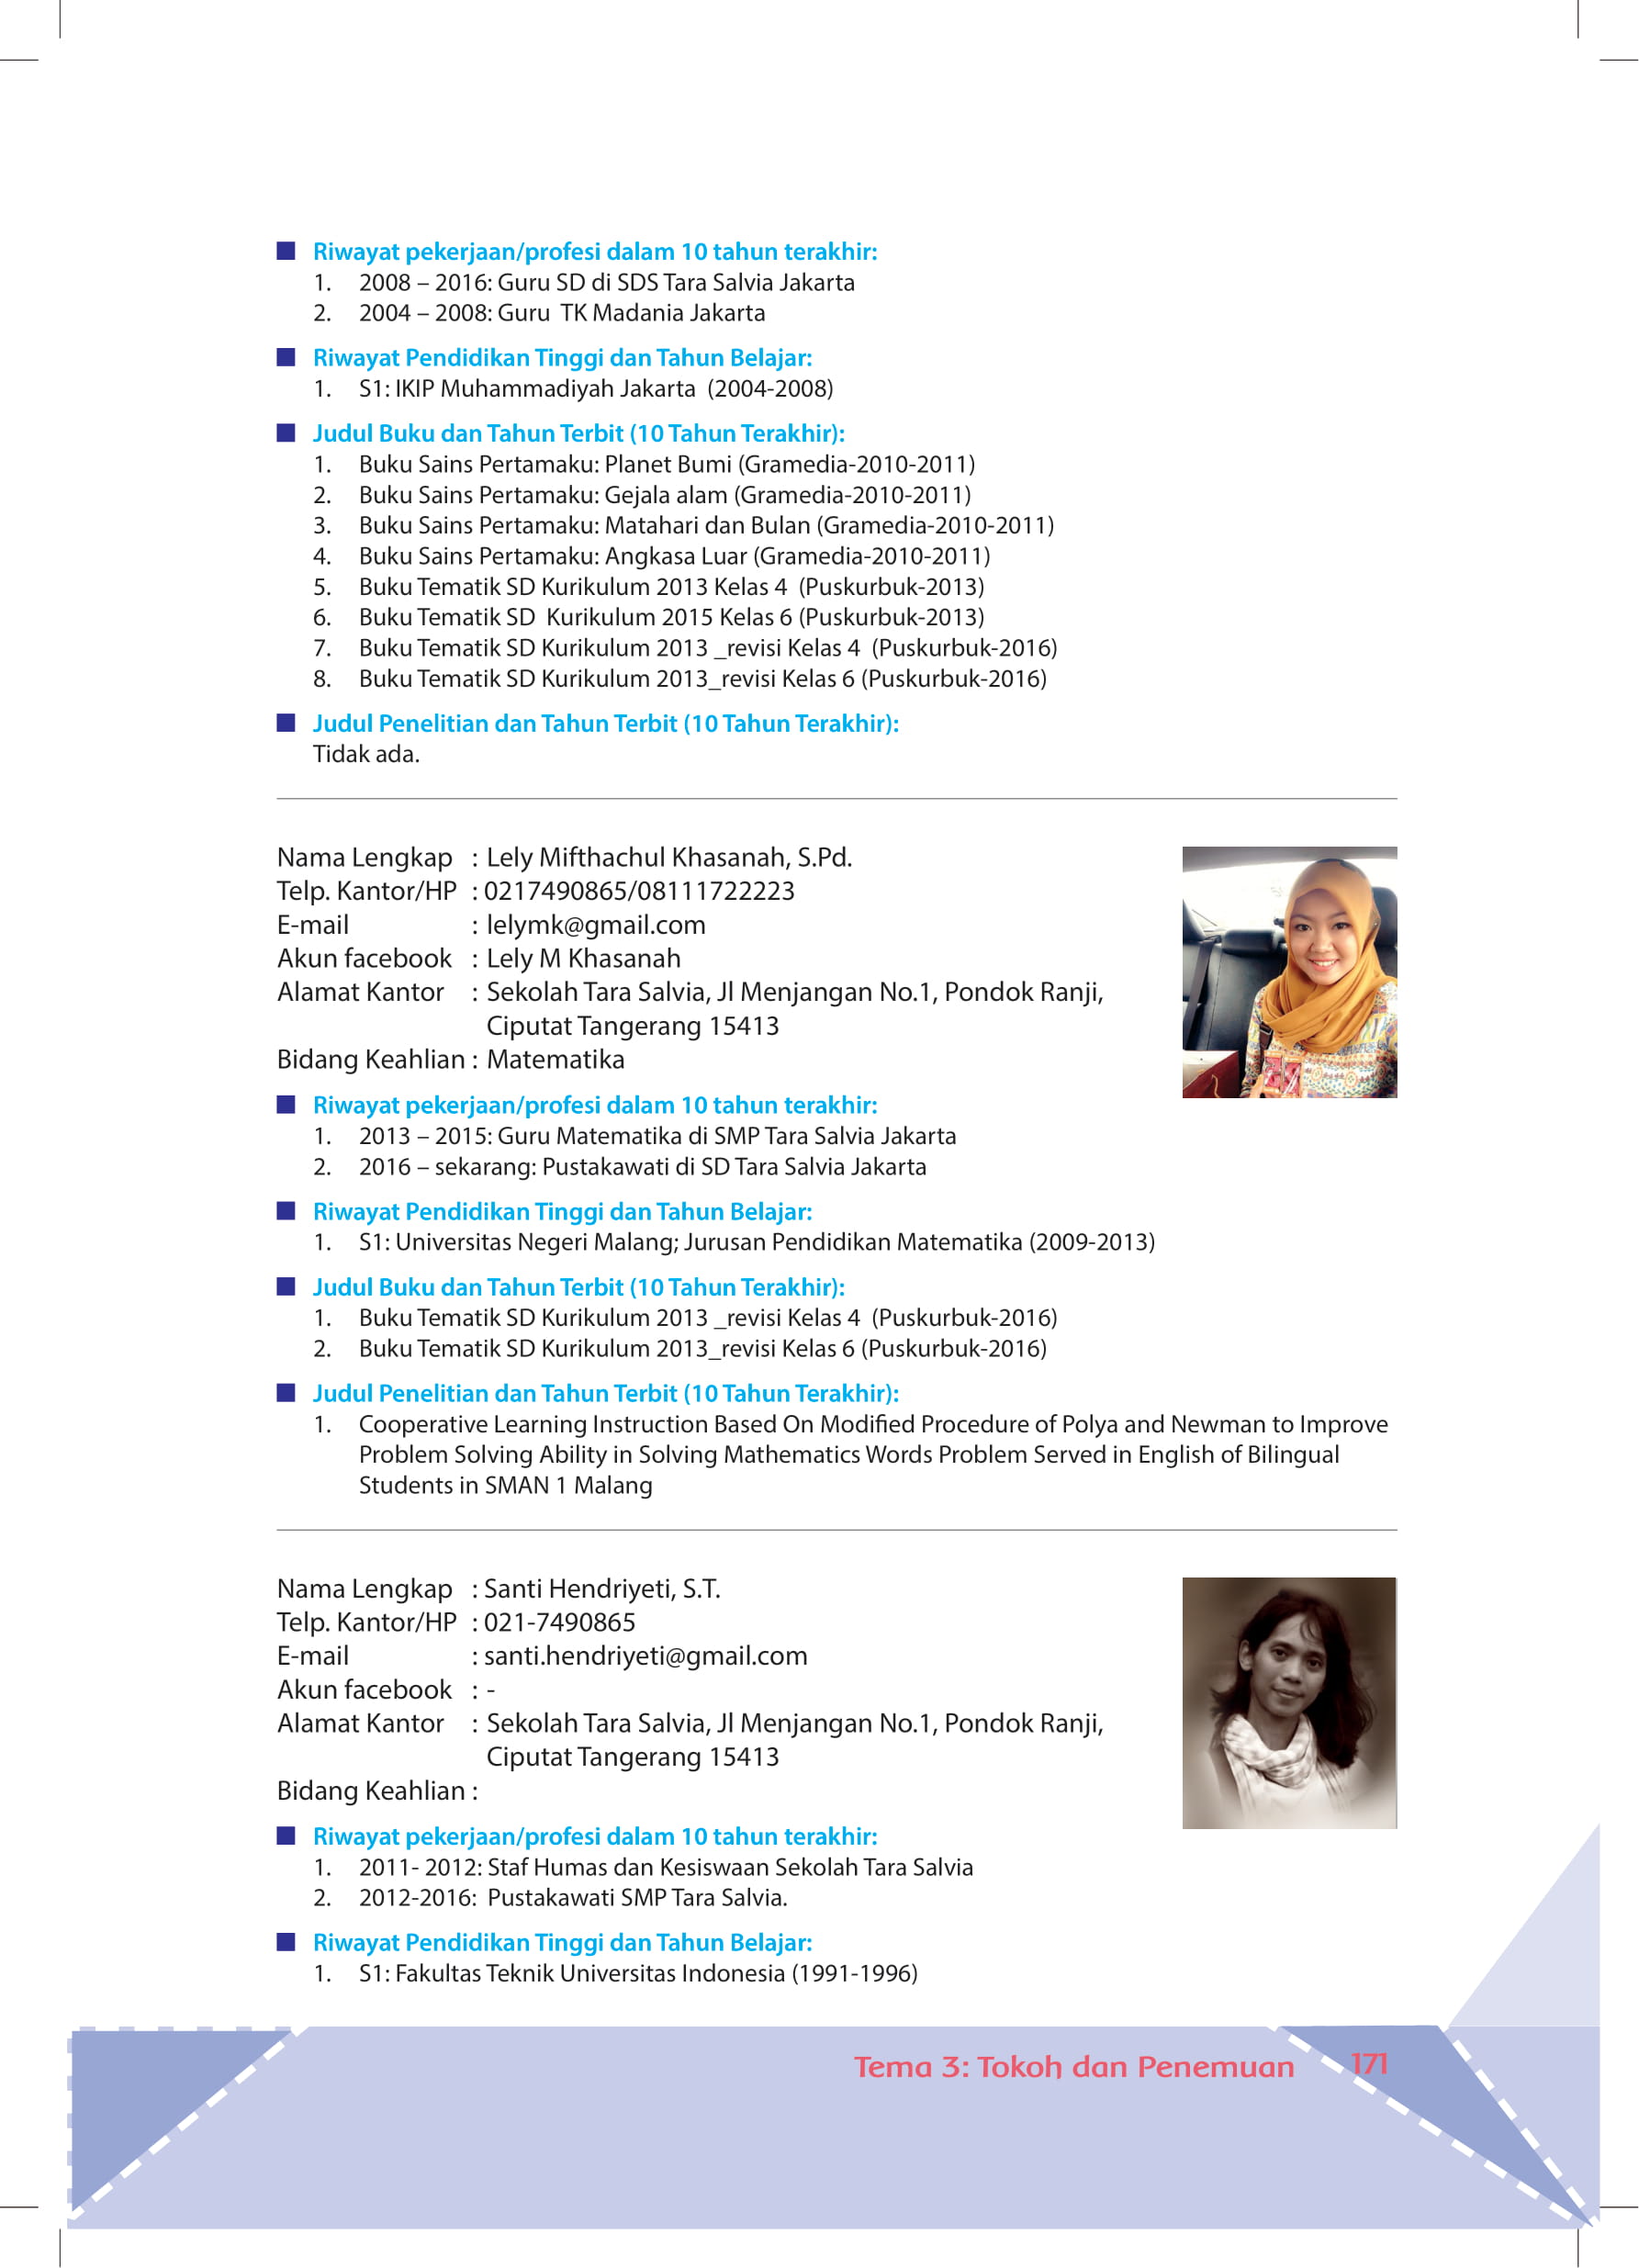 Riwayat pekerjaan/profesi dalam 10 tahun terakhir:
1. 2008 – 2016: Guru SD di SDS Tara Salvia Jakarta
2. 2004 – 2008: Guru TK Madania Jakarta
Riwayat Pendidikan Tinggi dan Tahun Belajar:
1. S1: IKIP Muhammadiyah Jakarta (2004-2008)
Judul Buku dan Tahun Terbit (10 Tahun Terakhir):
1. Buku Sains Pertamaku: Planet Bumi (Gramedia-2010-2011)
2. Buku Sains Pertamaku: Gejala alam (Gramedia-2010-2011)
3. Buku Sains Pertamaku: Matahari dan Bulan (Gramedia-2010-2011)
4. Buku Sains Pertamaku: Angkasa Luar (Gramedia-2010-2011)
5. Buku Tematik SD Kurikulum 2013 Kelas 4 (Puskurbuk-2013)
6. Buku Tematik SD Kurikulum 2015 Kelas 6 (Puskurbuk-2013)
7. Buku Tematik SD Kurikulum 2013 _revisi Kelas 4 (Puskurbuk-2016)
8. Buku Tematik SD Kurikulum 2013_revisi Kelas 6 (Puskurbuk-2016)
Judul Penelitian dan Tahun Terbit (10 Tahun Terakhir):
Tidak ada.
Nama Lengkap : Lely Mifthachul Khasanah, S.Pd.
Telp. Kantor/HP : 0217490865/08111722223
E-mail : lelymk@gmail.com
Akun facebook : Lely M Khasanah
Alamat Kantor : Sekolah Tara Salvia, Jl Menjangan No.1, Pondok Ranji,
Ciputat Tangerang 15413
Bidang Keahlian : Matematika
Riwayat pekerjaan/profesi dalam 10 tahun terakhir:
1. 2013 – 2015: Guru Matematika di SMP Tara Salvia Jakarta
2. 2016 – sekarang: Pustakawati di SD Tara Salvia Jakarta
Riwayat Pendidikan Tinggi dan Tahun Belajar:
1. S1: Universitas Negeri Malang; Jurusan Pendidikan Matematika (2009-2013)
Judul Buku dan Tahun Terbit (10 Tahun Terakhir):
1. Buku Tematik SD Kurikulum 2013 _revisi Kelas 4 (Puskurbuk-2016)
2. Buku Tematik SD Kurikulum 2013_revisi Kelas 6 (Puskurbuk-2016)
Judul Penelitian dan Tahun Terbit (10 Tahun Terakhir):
1. Cooperative Learning Instruction Based On Modified Procedure of Polya and Newman to Improve
Problem Solving Ability in Solving Mathematics Words Problem Served in English of Bilingual
Students in SMAN 1 Malang
Nama Lengkap : Santi Hendriyeti, S.T.
Telp. Kantor/HP : 021-7490865
E-mail : santi.hendriyeti@gmail.com
Akun facebook : -
Alamat Kantor : Sekolah Tara Salvia, Jl Menjangan No.1, Pondok Ranji,
Ciputat Tangerang 15413
Bidang Keahlian :
Riwayat pekerjaan/profesi dalam 10 tahun terakhir:
1. 2011- 2012: Staf Humas dan Kesiswaan Sekolah Tara Salvia
2. 2012-2016: Pustakawati SMP Tara Salvia.
Riwayat Pendidikan Tinggi dan Tahun Belajar:
1. S1: Fakultas Teknik Universitas Indonesia (1991-1996)
Tema 3: Tokoh dan Penemuan 171